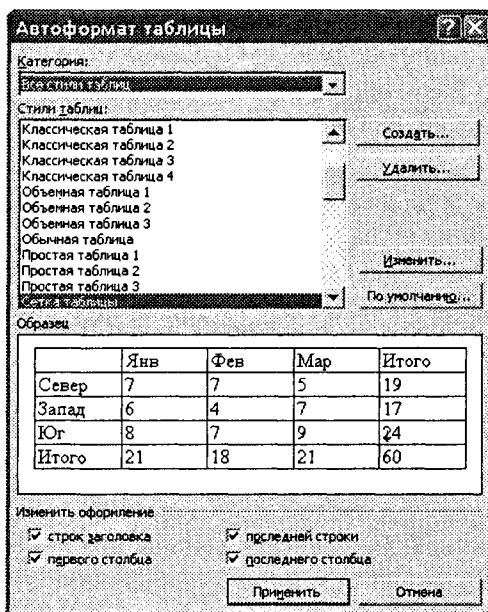 Автоформат таблицы
Категория:
Все стили таблиц
Стили таблиц:
Классическая таблица 1
Классическая таблица 2
Классическая таблица 3
Классическая таблица 4
Объемная таблица 1
Объемная таблица 2
Объемная таблица 3
Обычная таблица
Простая таблица 1
Простая таблица 2
Простая таблица 3
Сетка таблицы
Создать...
Удалить...
Изменить...
По умолчанию...
Образец
Янв Фев Мар Итого
Север 7 7 5 19
Запад 6 4 7 17
Юг 8 7 9 24
Итого 21 18 21 60
Изменить оформление
строк заголовка последней строки
первого столбца последнего столбца
Применить Отмена